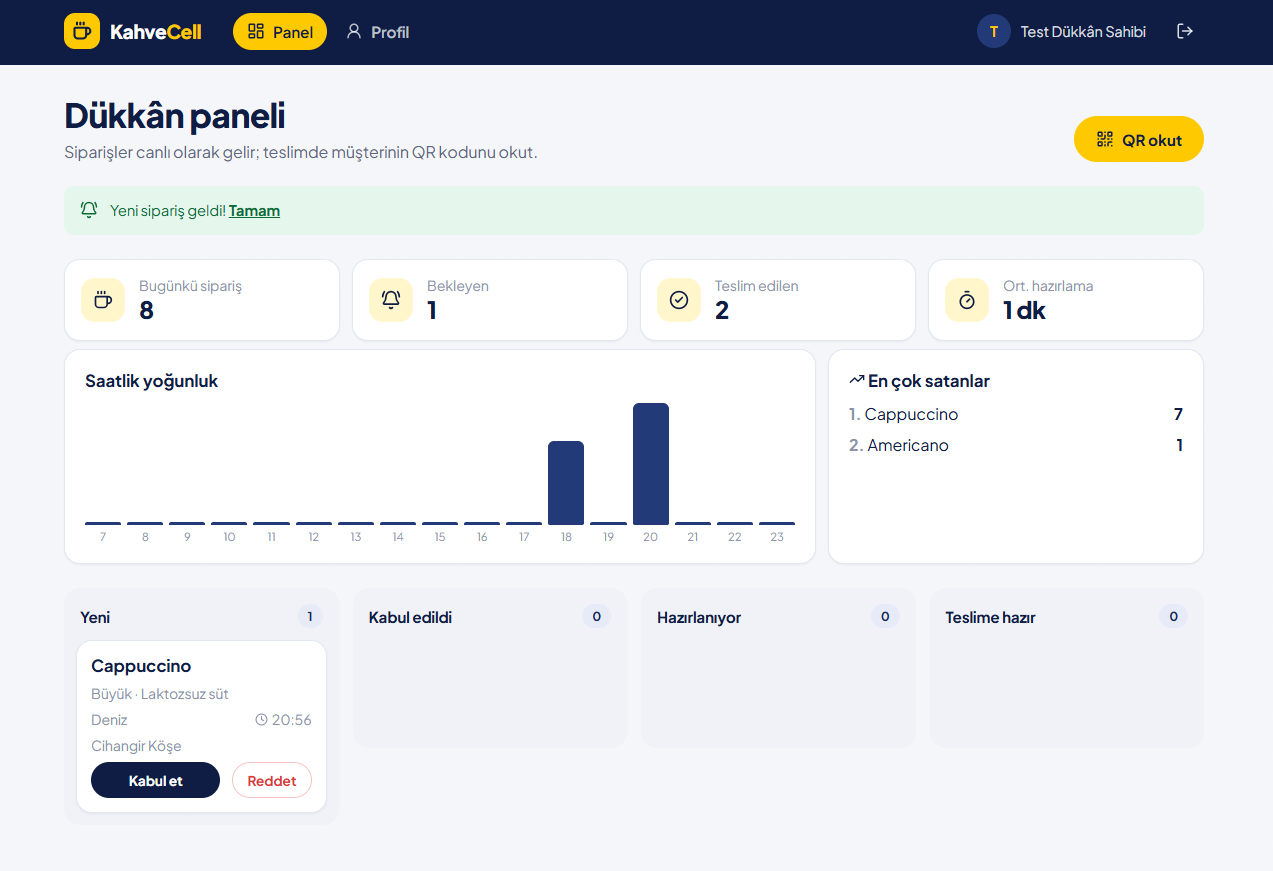 KahveCell
Panel
Profil
T
Test Dükkân Sahibi
Dükkân paneli
Siparişler canlı olarak gelir; teslimde müşterinin QR kodunu okut.
QR okut
Yeni sipariş geldi! Tamam
Bugünkü sipariş
8
Bekleyen
1
Teslim edilen
2
Ort. hazırlama
1 dk
Saatlik yoğunluk
7 8 9 10 11 12 13 14 15 16 17 18 19 20 21 22 23
En çok satanlar
1. Cappuccino 7
2. Americano 1
Yeni 1
Cappuccino
Büyük · Laktozsuz süt
Deniz 20:56
Cihangir Köşe
Kabul et Reddet
Kabul edildi 0
Hazırlanıyor 0
Teslime hazır 0